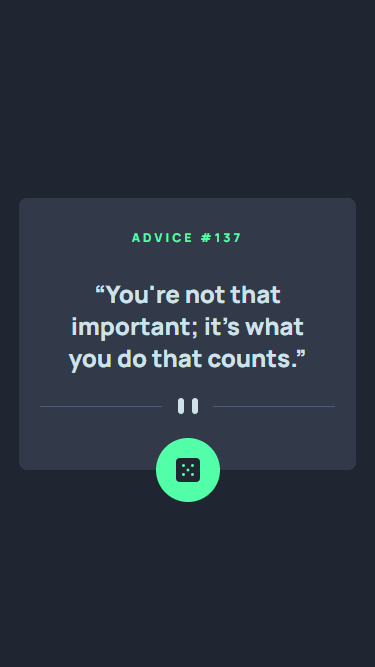 ADVICE #137
“You're not that
important; it's what
you do that counts.”